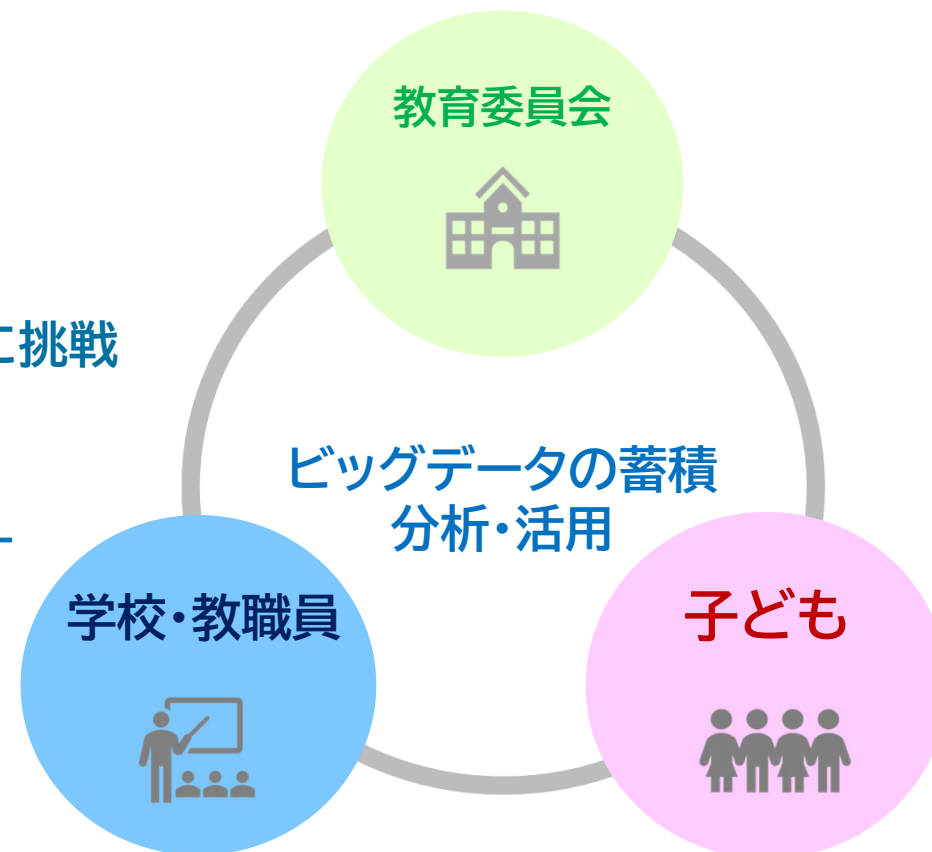 教育委員会
に挑戦
ビッグデータの蓄積
分析・活用
学校・教職員
子ども